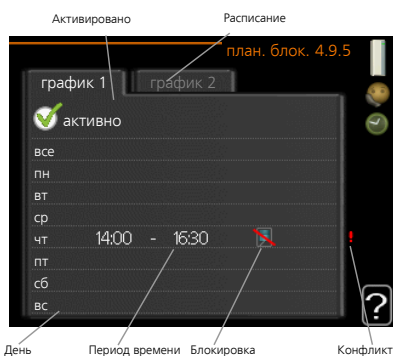 Активировано Расписание
план. блок. 4.9.5
график 1 график 2
активно
все
пн
вт
ср
чт 14:00 - 16:30 !
пт
сб
вс
?
День Период времени Блокировка Конфликт